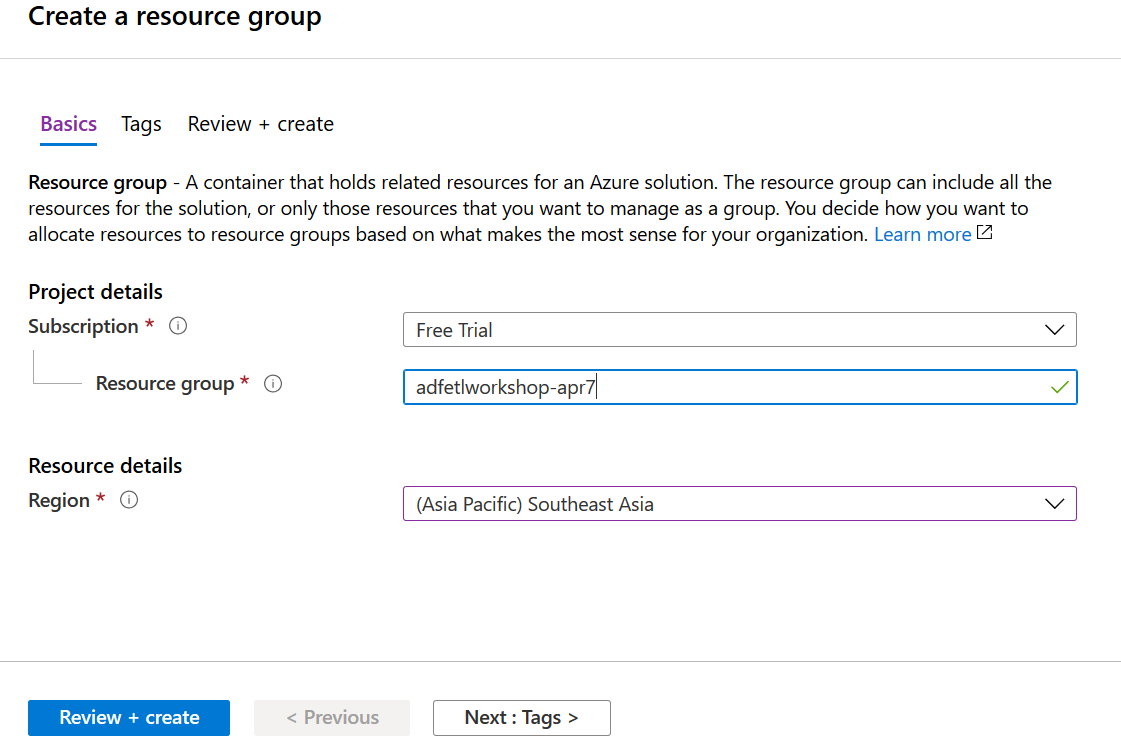 Create a resource group
Basics Tags Review + create
Resource group - A container that holds related resources for an Azure solution. The resource group can include all the
resources for the solution, or only those resources that you want to manage as a group. You decide how you want to
allocate resources to resource groups based on what makes the most sense for your organization. Learn more
Project details
Subscription * Free Trial
Resource group * adfetlworkshop-apr7
Resource details
Region * (Asia Pacific) Southeast Asia
Review + create < Previous Next : Tags >